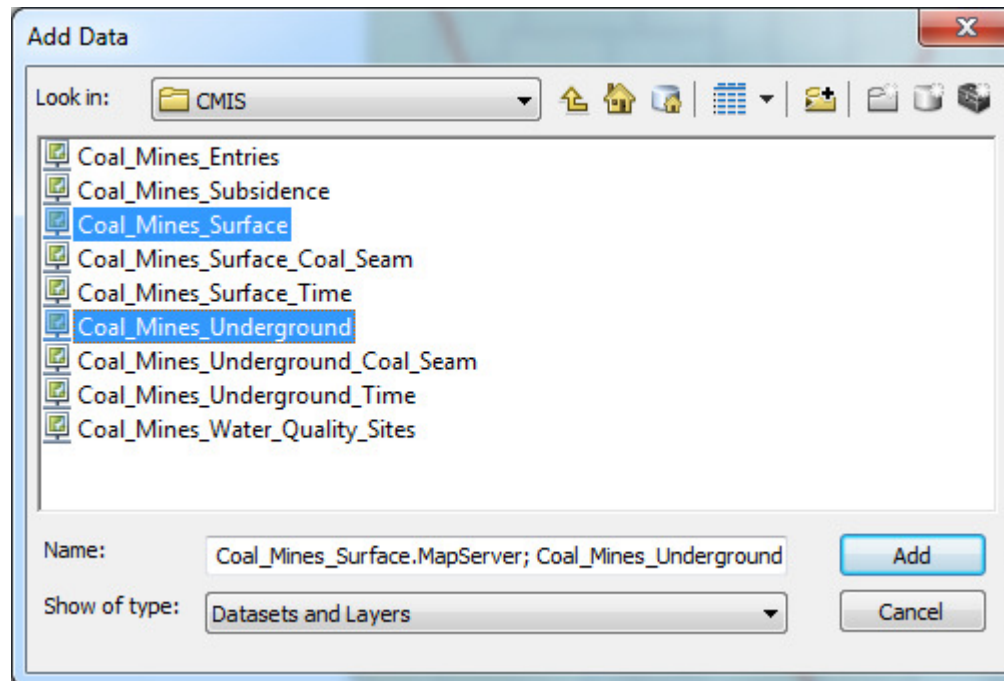 Add Data
Look in: CMIS
Coal_Mines_Entries
Coal_Mines_Subsidence
Coal_Mines_Surface
Coal_Mines_Surface_Coal_Seam
Coal_Mines_Surface_Time
Coal_Mines_Underground
Coal_Mines_Underground_Coal_Seam
Coal_Mines_Underground_Time
Coal_Mines_Water_Quality_Sites
Name: Coal_Mines_Surface.MapServer; Coal_Mines_Underground Add
Show of type: Datasets and Layers Cancel